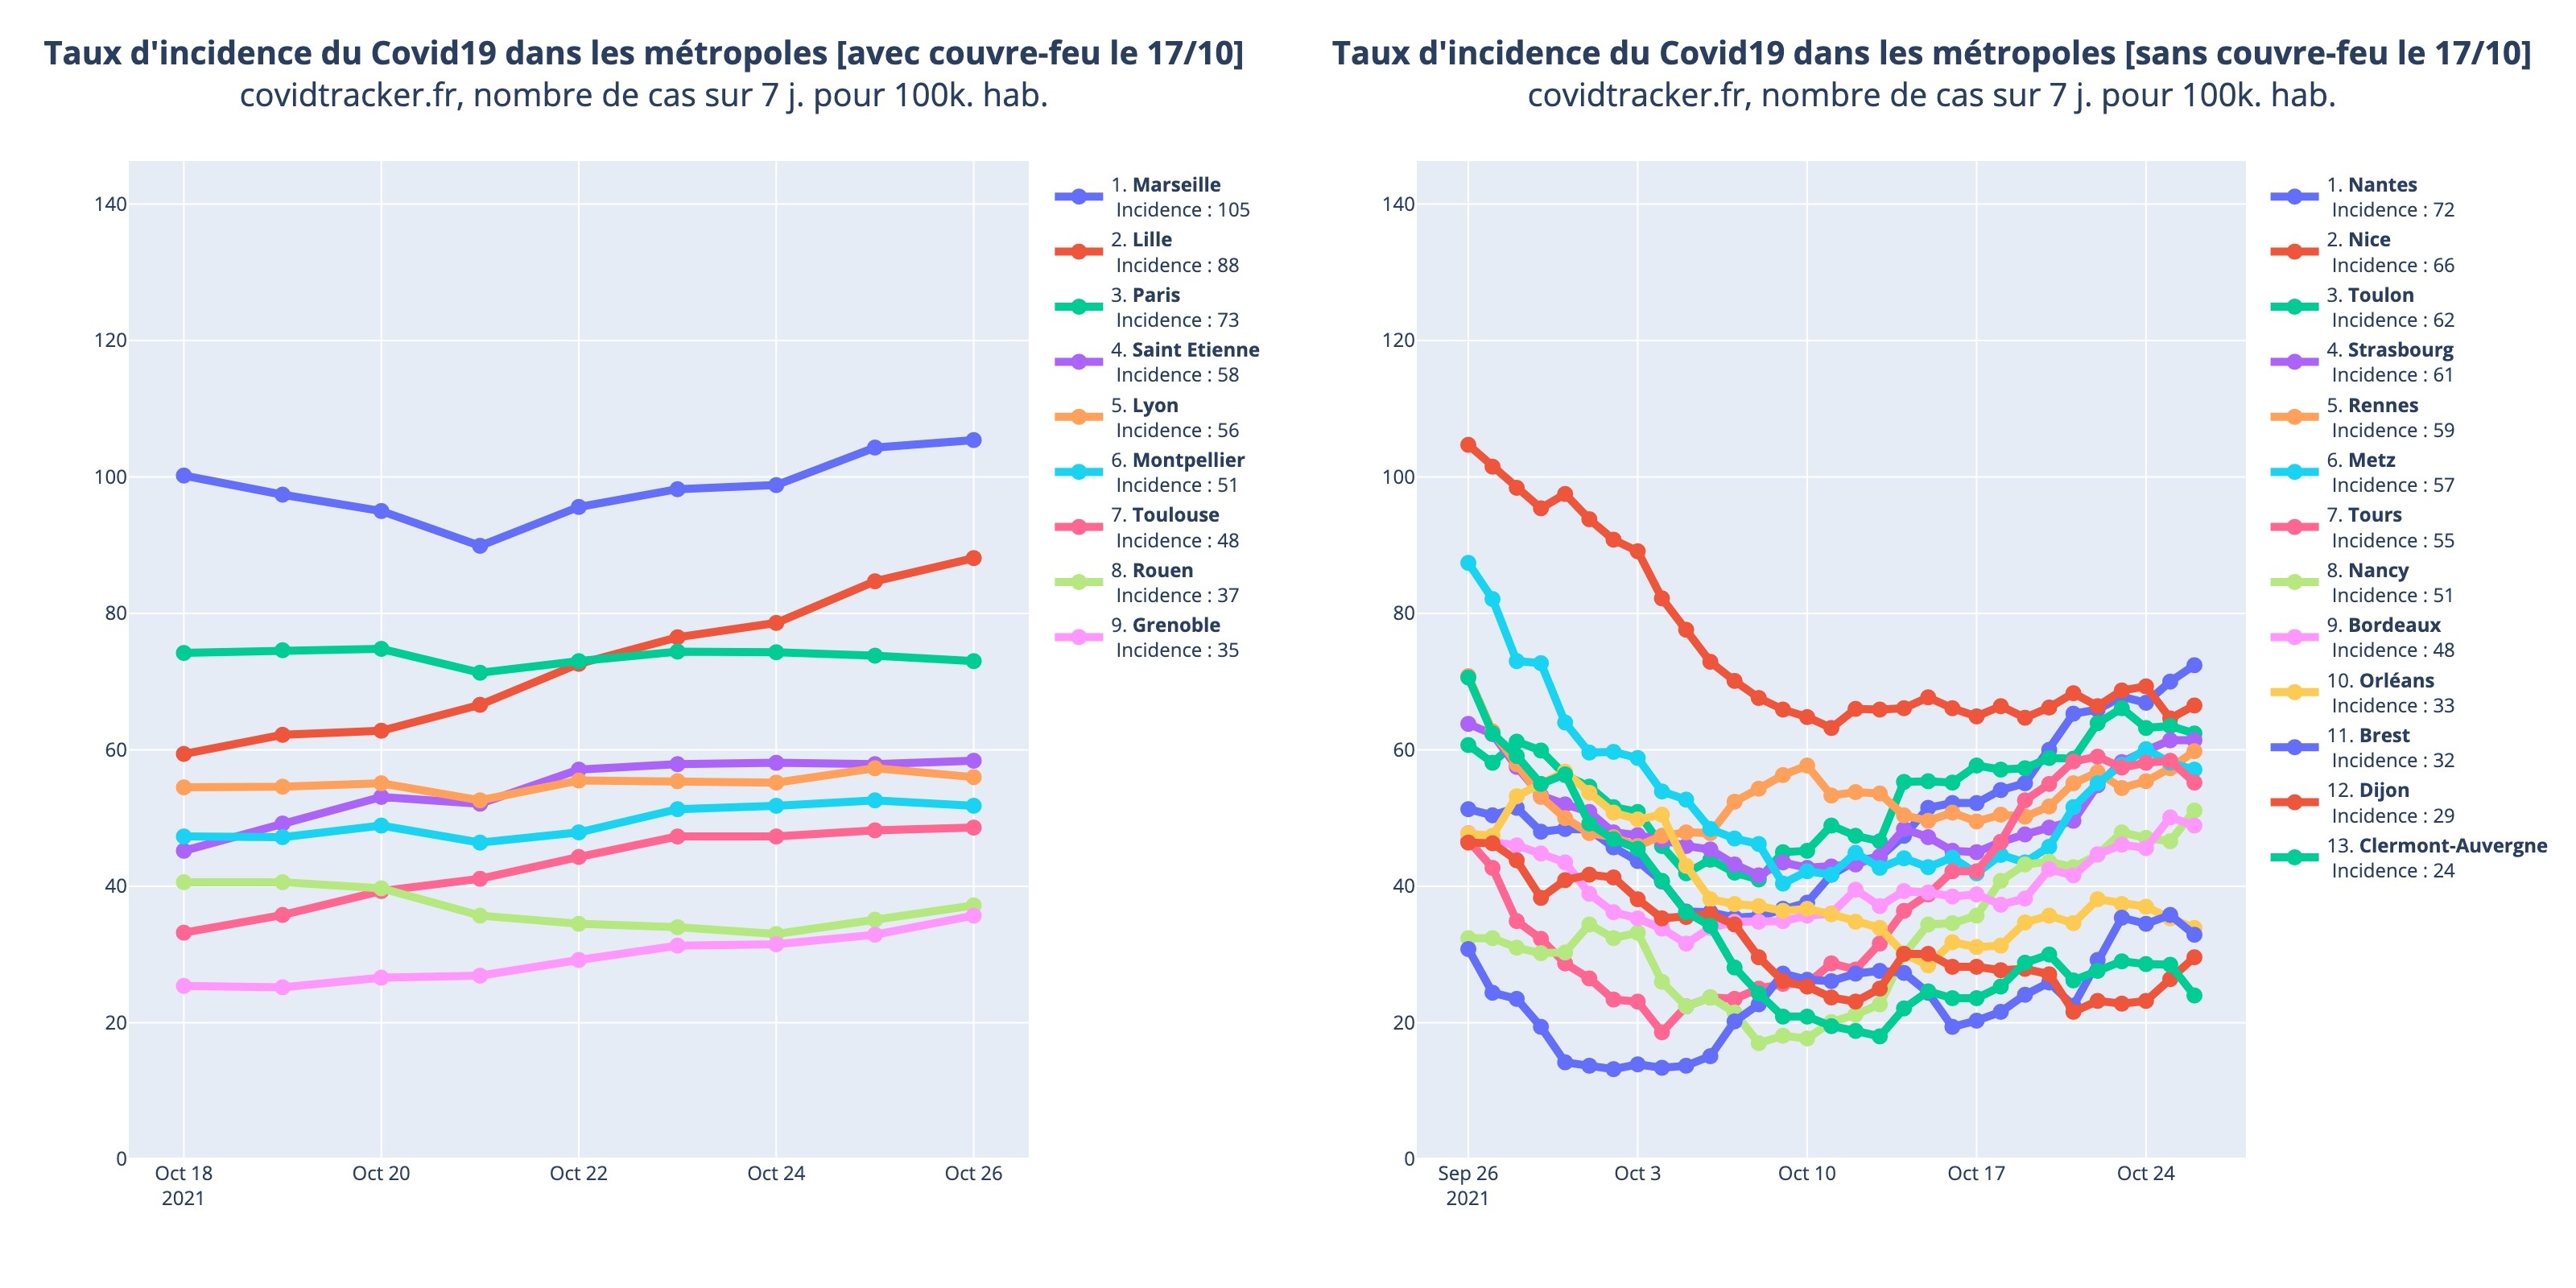 Taux d'incidence du Covid19 dans les métropoles [avec couvre-feu le 17/10]
covidtracker.fr, nombre de cas sur 7 j. pour 100k. hab.
140
120
100
80
60
40
20
0
Oct 18
2021
Oct 20
Oct 22
Oct 24
Oct 26
1. Marseille
Incidence : 105
2. Lille
Incidence : 88
3. Paris
Incidence : 73
4. Saint Etienne
Incidence : 58
5. Lyon
Incidence : 56
6. Montpellier
Incidence : 51
7. Toulouse
Incidence : 48
8. Rouen
Incidence : 37
9. Grenoble
Incidence : 35
Taux d'incidence du Covid19 dans les métropoles [sans couvre-feu le 17/10]
covidtracker.fr, nombre de cas sur 7 j. pour 100k. hab.
140
120
100
80
60
40
20
0
Sep 26
2021
Oct 3
Oct 10
Oct 17
Oct 24
1. Nantes
Incidence : 72
2. Nice
Incidence : 66
3. Toulon
Incidence : 62
4. Strasbourg
Incidence : 61
5. Rennes
Incidence : 59
6. Metz
Incidence : 57
7. Tours
Incidence : 55
8. Nancy
Incidence : 51
9. Bordeaux
Incidence : 48
10. Orléans
Incidence : 33
11. Brest
Incidence : 32
12. Dijon
Incidence : 29
13. Clermont-Auvergne
Incidence : 24